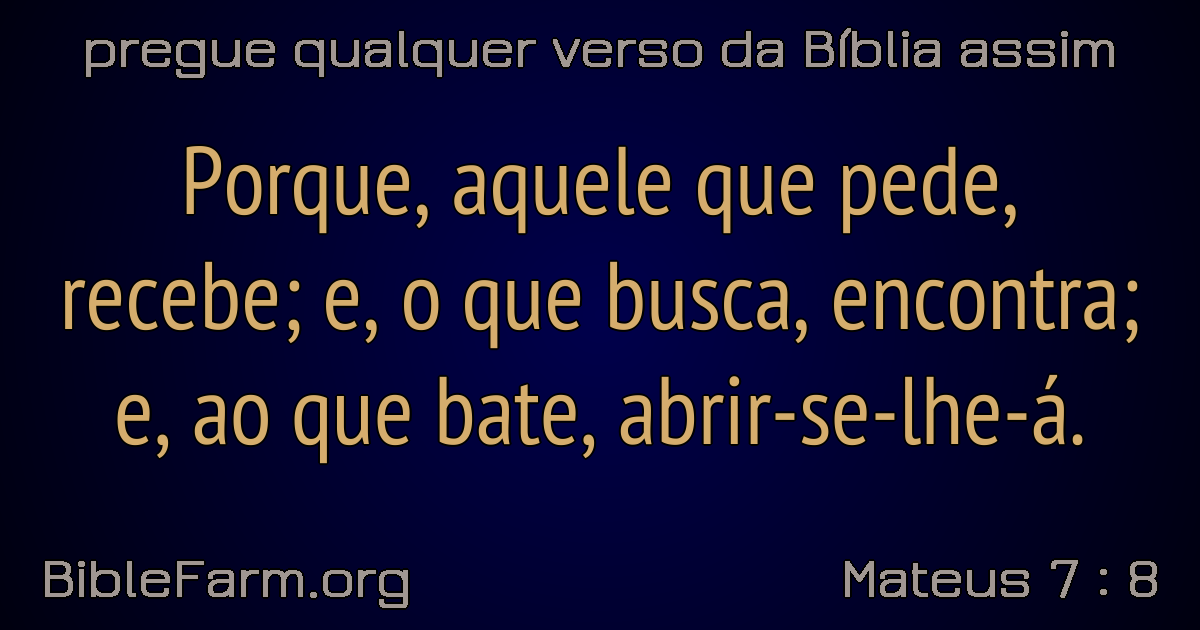 pregue qualquer verso da Bíblia assim
Porque, aquele que pede,
recebe; e, o que busca, encontra;
e, ao que bate, abrir-se-lhe-á.
BibleFarm.org
Mateus 7 : 8